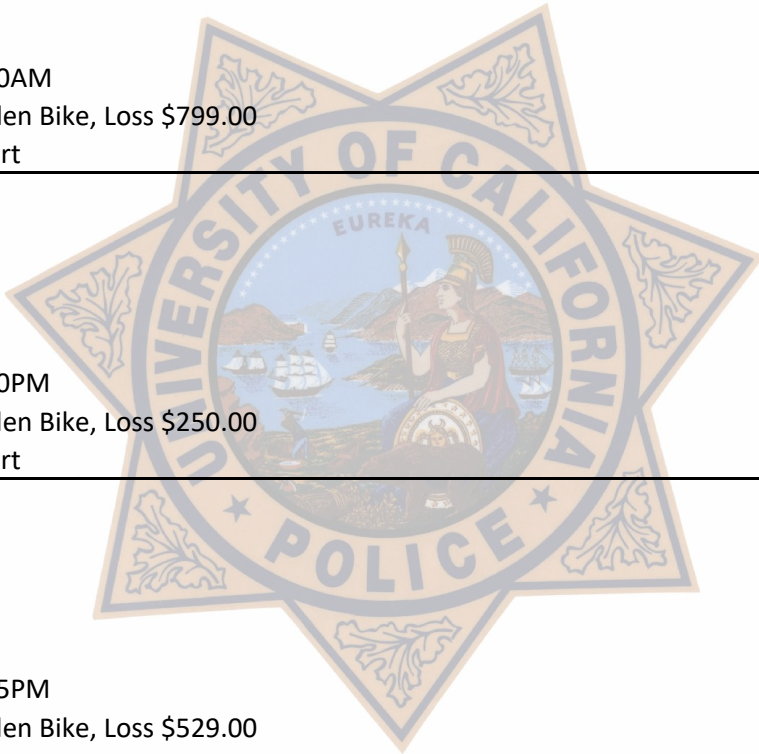 0AM
len Bike, Loss $799.00
rt
UNIVERSITY OF CALIFORNIA
EUREKA
0PM
len Bike, Loss $250.00
rt
POLICE
5PM
len Bike, Loss $529.00